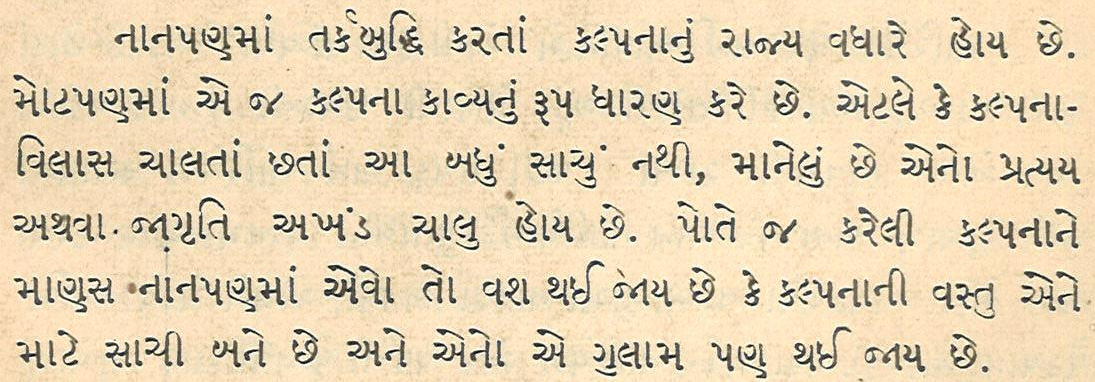 નાનપણમાં તર્કબુદ્ધિ કરતાં કલ્પનાનું રાજ્ય વધારે હોય છે.
મોટપણમાં એ જ કલ્પના કાવ્યનું રૂપ ધારણ કરે છે. એટલે કે કલ્પના-
વિલાસ ચાલતાં છતાં આ બધું સાચું નથી, માનેલું છે એનો પ્રત્યય
અથવા જાગૃતિ અખંડ ચાલુ હોય છે. પોતે જ કરેલી કલ્પનાને
માણસ નાનપણમાં એવો તો વશ થઈ જાય છે કે કલ્પનાની વસ્તુ એને
માટે સાચી બને છે અને એનો એ ગુલામ પણ થઈ જાય છે.